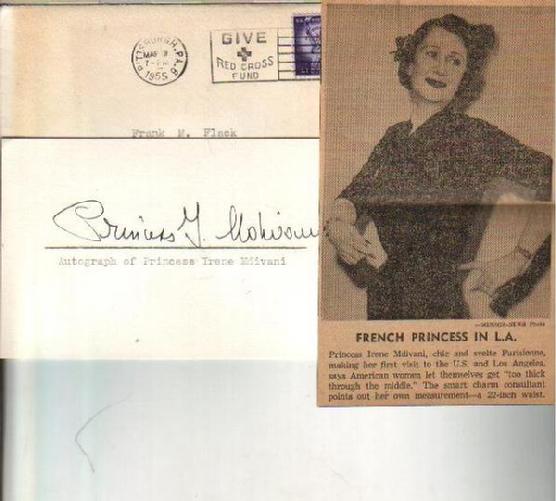 PITTSBURGH, PA. 8
MAR
1955
GIVE
RED CROSS
FUND
Frank M. Flack
Princess I. Mdivani
Autograph of Princess Irene Mdivani
—MIRROR-NEWS Photo
FRENCH PRINCESS IN L.A.
Princess Irene Mdivani, chic and svelte Parisienne,
making her first visit to the U.S. and Los Angeles,
says American women let themselves get "too thick
through the middle." The smart charm consultant
points out her own measurement—a 22-inch waist.